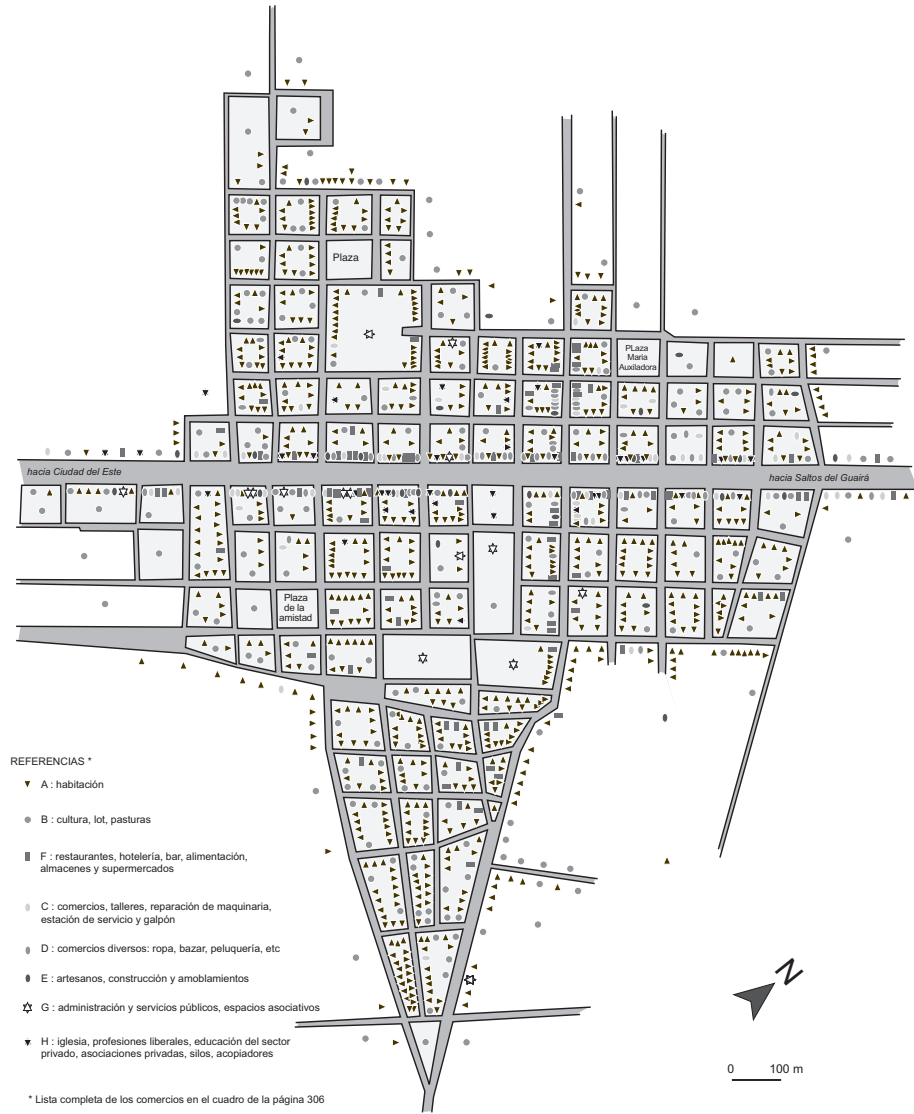 Plaza
PLaza
Maria
Auxiliadora
hacia Ciudad del Este
hacia Saltos del Guairá
Plaza
de la
amistad
REFERENCIAS *
A : habitación
B : cultura, lot, pasturas
F : restaurantes, hotelería, bar, alimentación,
almacenes y supermercados
C : comercios, talleres, reparación de maquinaria,
estación de servicio y galpón
D : comercios diversos: ropa, bazar, peluquería, etc
E : artesanos, construcción y amoblamientos
G : administración y servicios públicos, espacios asociativos
H : iglesia, profesiones liberales, educación del sector
privado, asociaciones privadas, silos, acopiadores
* Lista completa de los comercios en el cuadro de la página 306
N
0 100 m